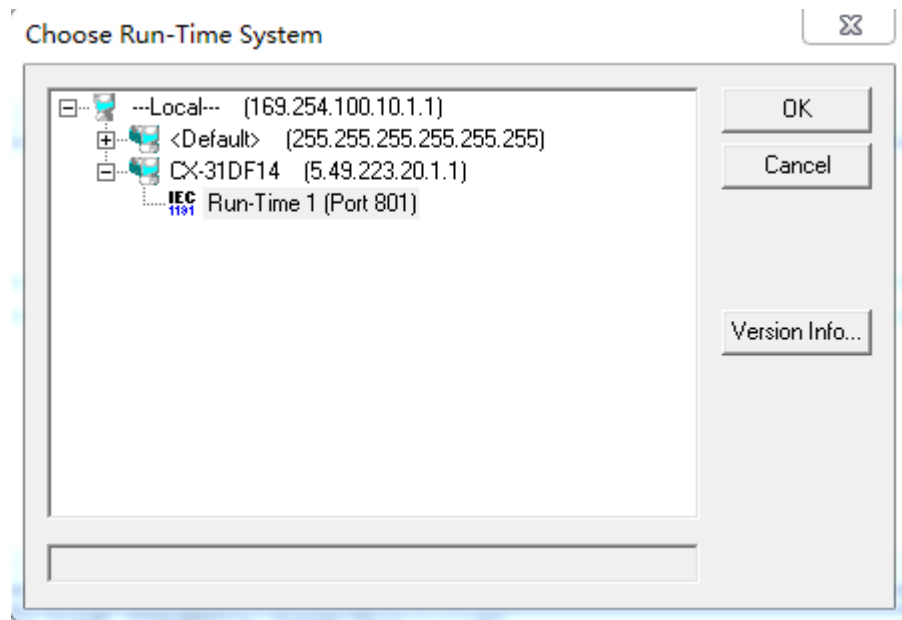 Choose Run-Time System
---Local--- (169.254.100.10.1.1)
<Default> (255.255.255.255.255.255)
CX-31DF14 (5.49.223.20.1.1)
IEC
1131
Run-Time 1 (Port 801)
OK
Cancel
Version Info...